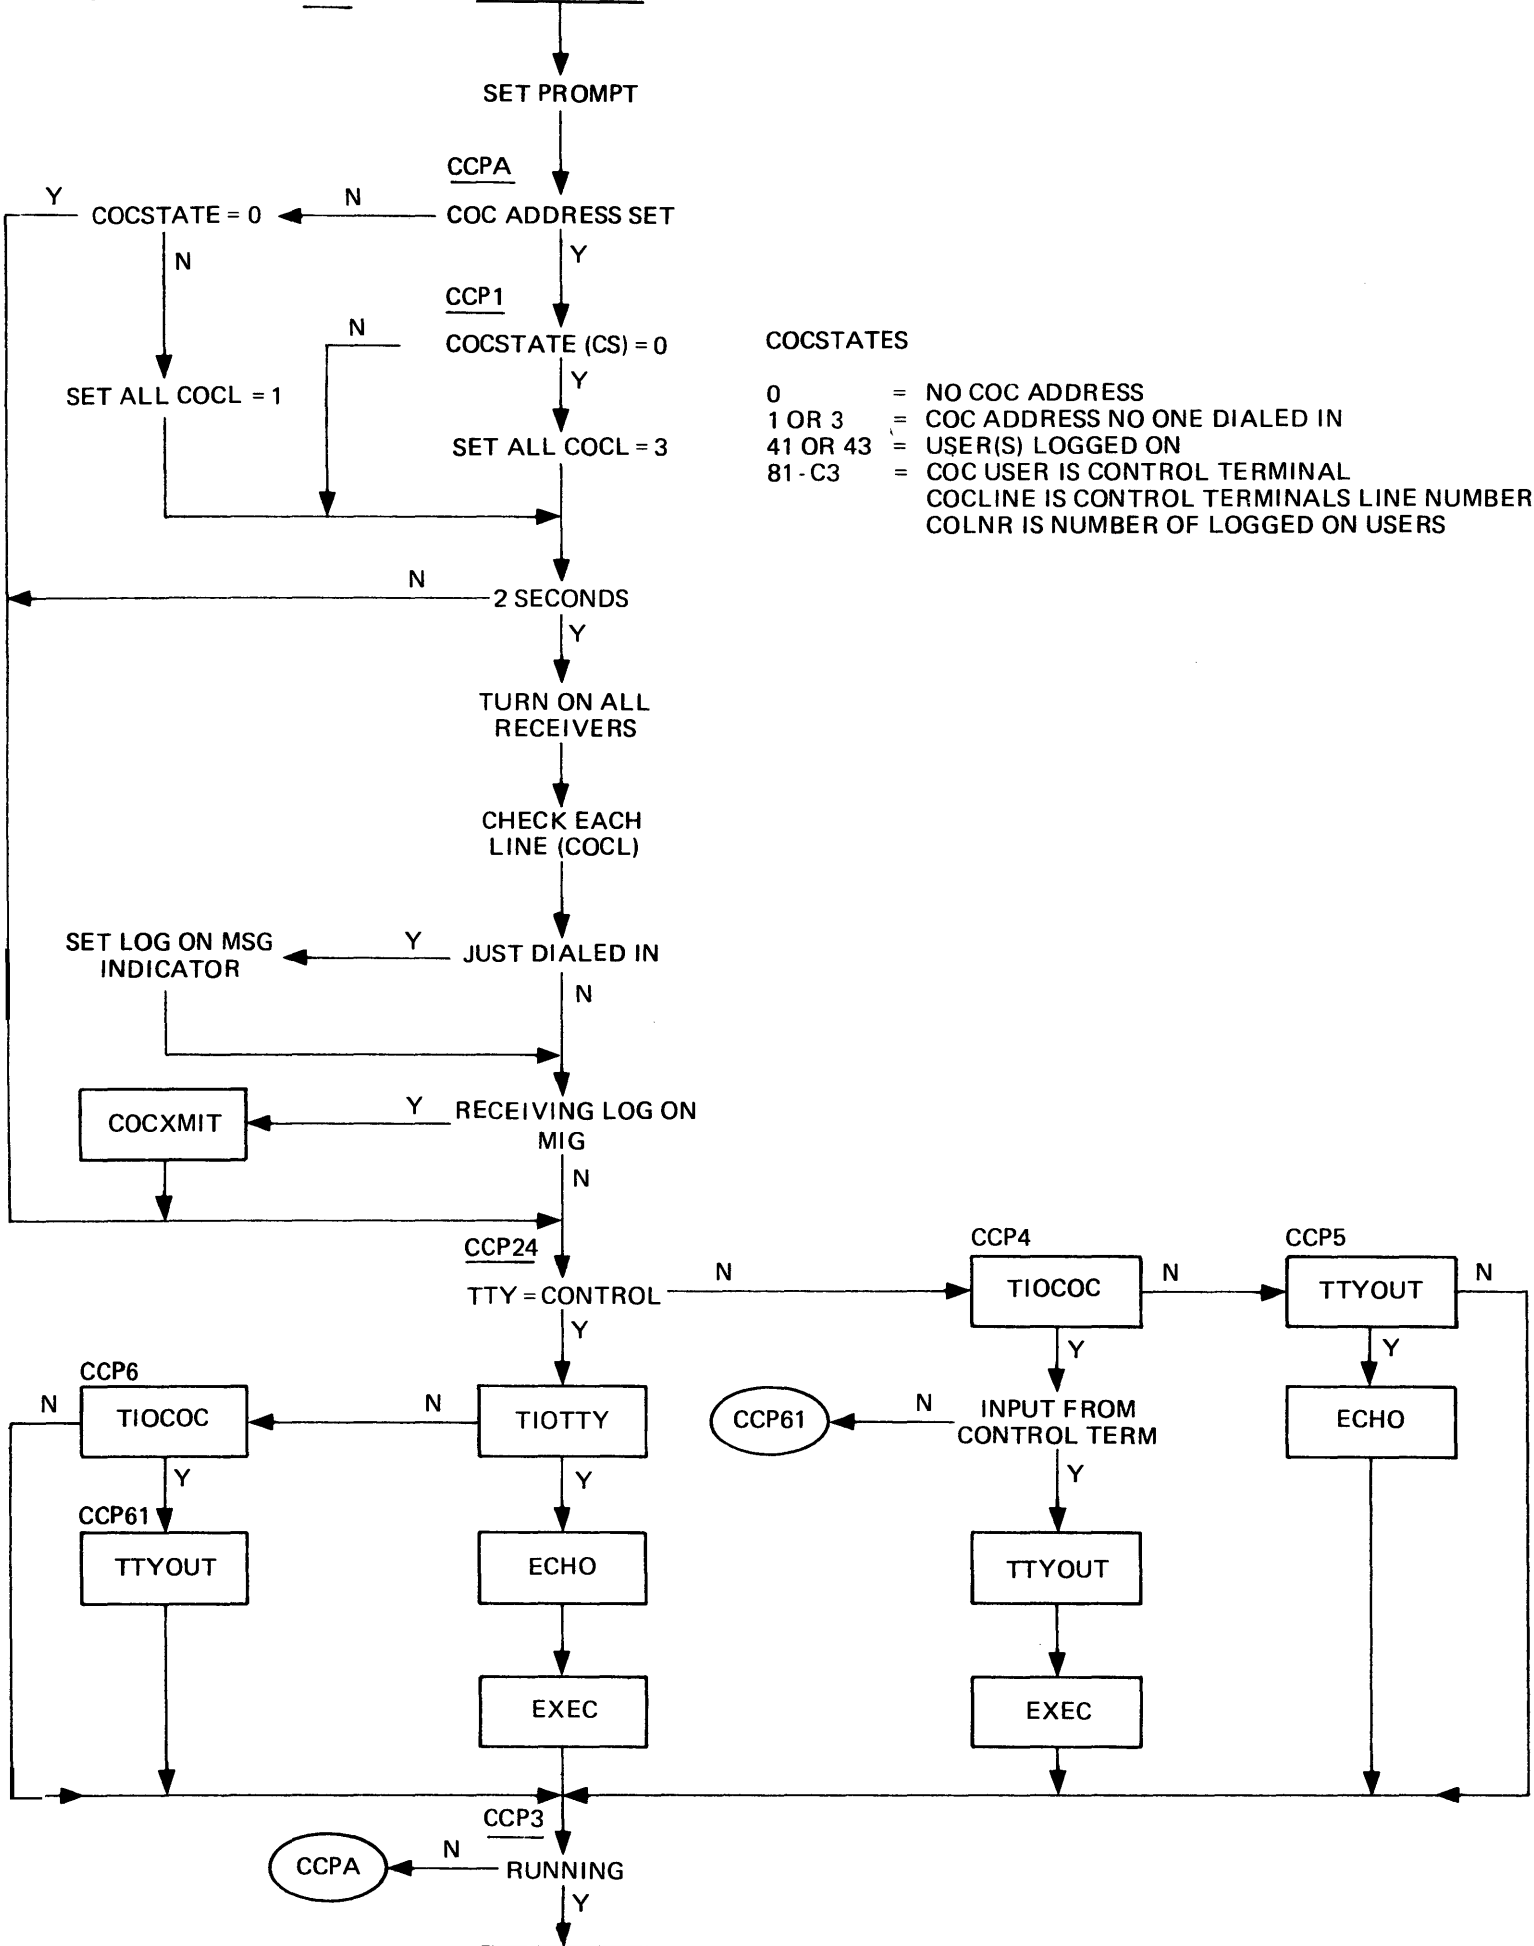 SET PROMPT
CCPA
Y
COCSTATE = 0
N
COC ADDRESS SET
N
Y
CCP1
N
COCSTATE (CS) = 0
Y
SET ALL COCL = 1
SET ALL COCL = 3
COCSTATES
0 = NO COC ADDRESS
1 OR 3 = COC ADDRESS NO ONE DIALED IN
41 OR 43 = USER(S) LOGGED ON
81 - C3 = COC USER IS CONTROL TERMINAL
COCLINE IS CONTROL TERMINALS LINE NUMBER
COLNR IS NUMBER OF LOGGED ON USERS
N
2 SECONDS
Y
TURN ON ALL
RECEIVERS
CHECK EACH
LINE (COCL)
SET LOG ON MSG
INDICATOR
Y
JUST DIALED IN
N
COCXMIT
Y
RECEIVING LOG ON
MIG
N
CCP24
TTY = CONTROL
N
Y
CCP4
TIOCOC
N
Y
CCP5
TTYOUT
N
Y
CCP6
N
TIOCOC
Y
N
TIOTTY
Y
CCP61
N
INPUT FROM
CONTROL TERM
Y
ECHO
CCP61
TTYOUT
ECHO
TTYOUT
EXEC
EXEC
CCP3
CCPA
N
RUNNING
Y